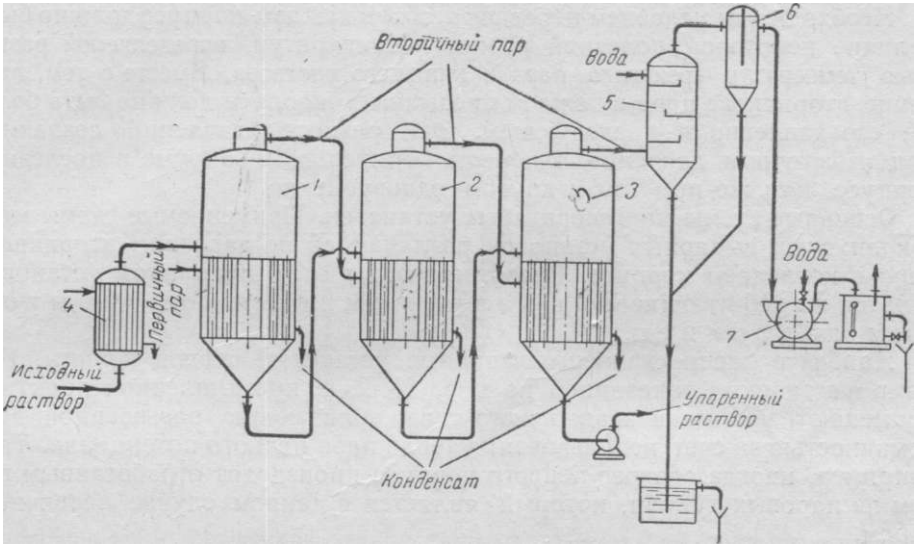 Вторичный пар
6
Вода
5
1
2
3
Первичный
пар
4
Вода
7
Исходный
раствор
Упаренный
раствор
Конденсат